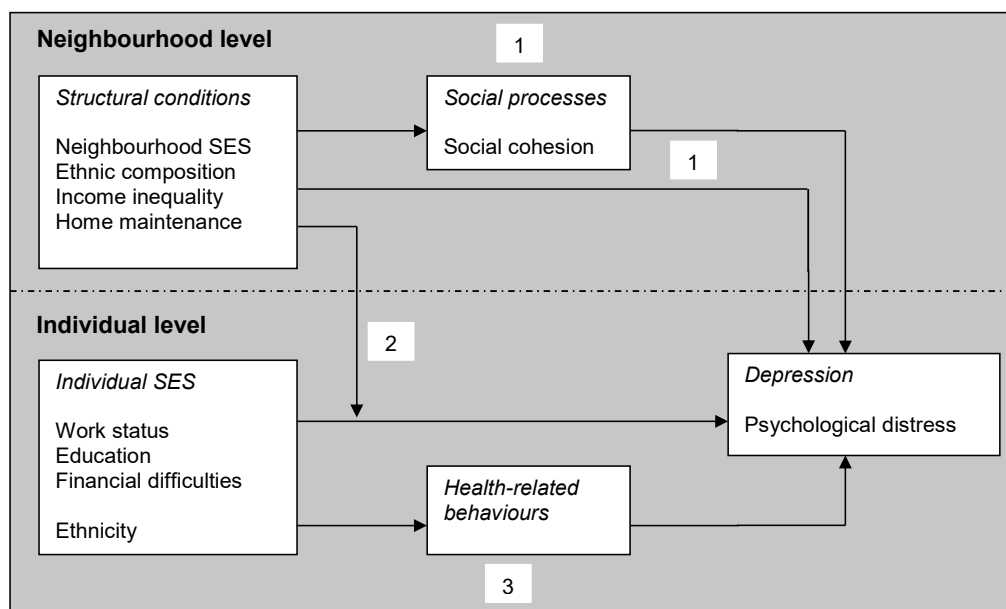 Neighbourhood level
1
Structural conditions
Neighbourhood SES
Ethnic composition
Income inequality
Home maintenance
Social processes
Social cohesion
1
Individual level
2
Individual SES
Work status
Education
Financial difficulties
Ethnicity
Health-related
behaviours
3
Depression
Psychological distress